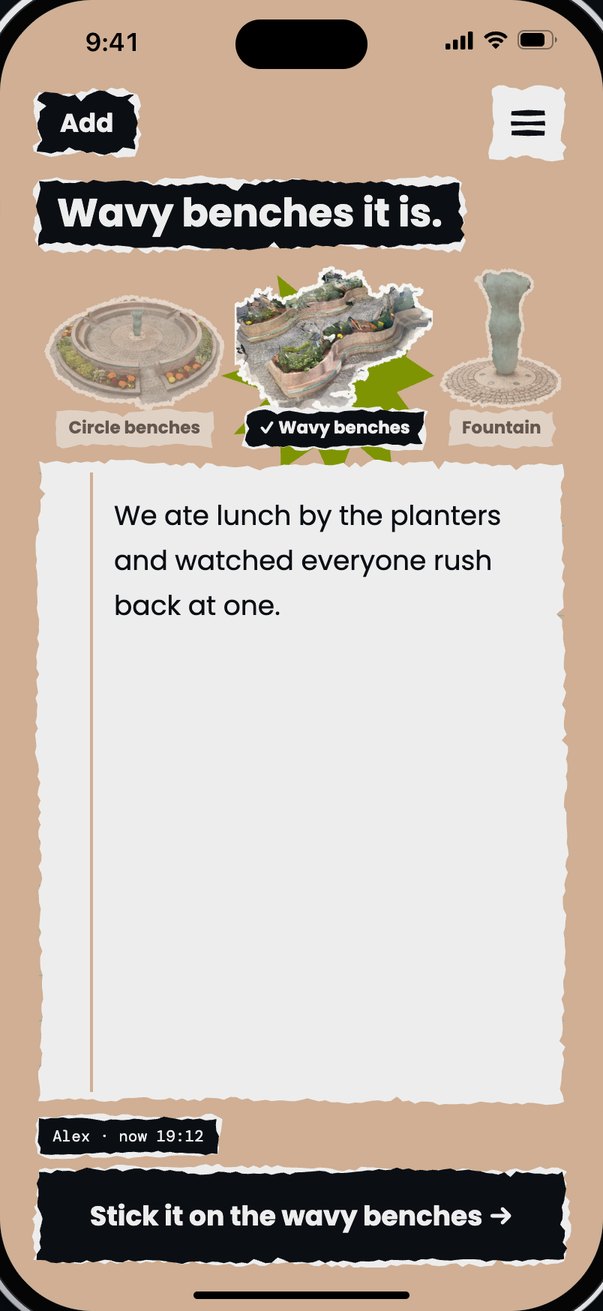 9:41
Add
Wavy benches it is.
Circle benches
✓ Wavy benches
Fountain
We ate lunch by the planters
and watched everyone rush
back at one.
Alex · now 19:12
Stick it on the wavy benches →